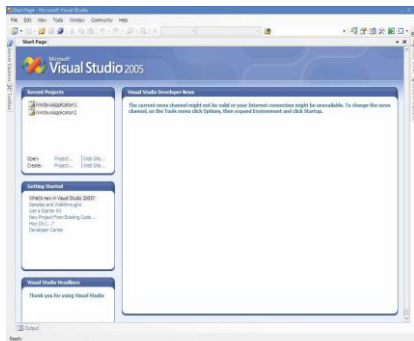 Start Page - Microsoft Visual Studio
File Edit View Tools Window Community Help
Start Page
Server Explorer
Toolbox
Microsoft
Visual Studio 2005
Recent Projects
WindowsApplication1
WindowsApplication2
Open: Project... | Web Site...
Create: Project... | Web Site...
Getting Started
What's new in Visual Studio 2005?
Samples and Walkthroughs
Use a Starter Kit
New Project From Existing Code...
How Do I...?
Developer Center
Visual Studio Headlines
Thank you for using Visual Studio
Visual Studio Developer News
The current news channel might not be valid or your Internet connection might be unavailable. To change the news
channel, on the Tools menu click Options, then expand Environment and click Startup.
Output
Ready